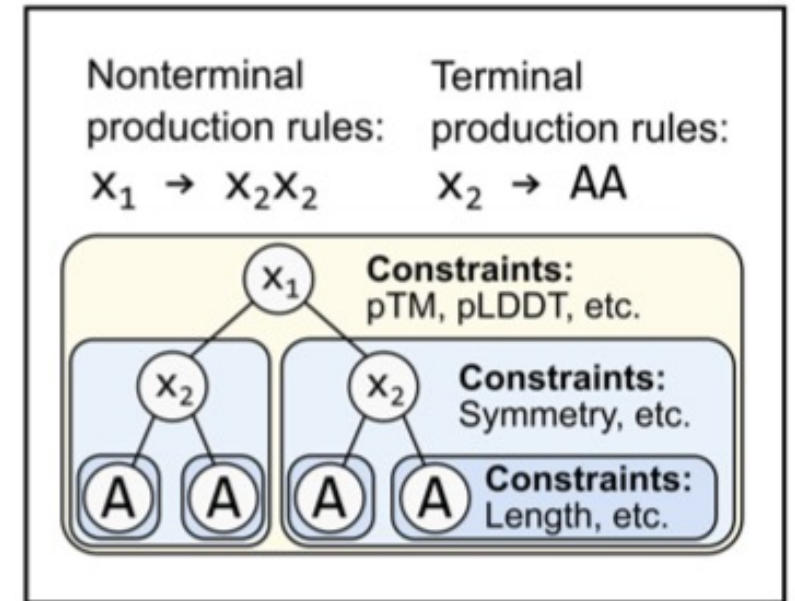 Nonterminal
production rules:
x₁ → x₂x₂
Terminal
production rules:
x₂ → AA
x₁
Constraints:
pTM, pLDDT, etc.
x₂
x₂
Constraints:
Symmetry, etc.
A
A
A
A
Constraints:
Length, etc.